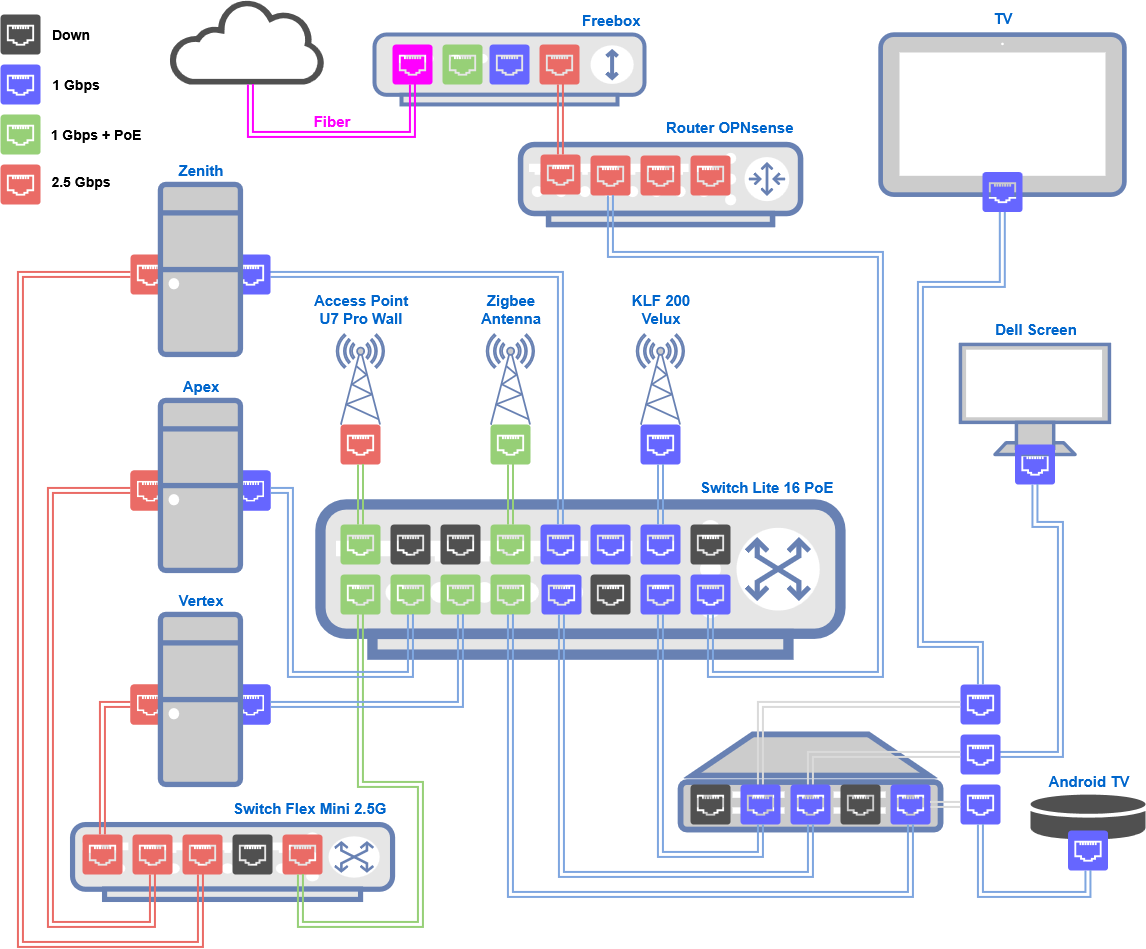 Freebox
TV
Down
1 Gbps
Fiber
1 Gbps + PoE
Router OPNsense
Zenith
2.5 Gbps
Access Point
U7 Pro Wall
Zigbee
Antenna
KLF 200
Velux
Dell Screen
Apex
Switch Lite 16 PoE
Vertex
Android TV
Switch Flex Mini 2.5G